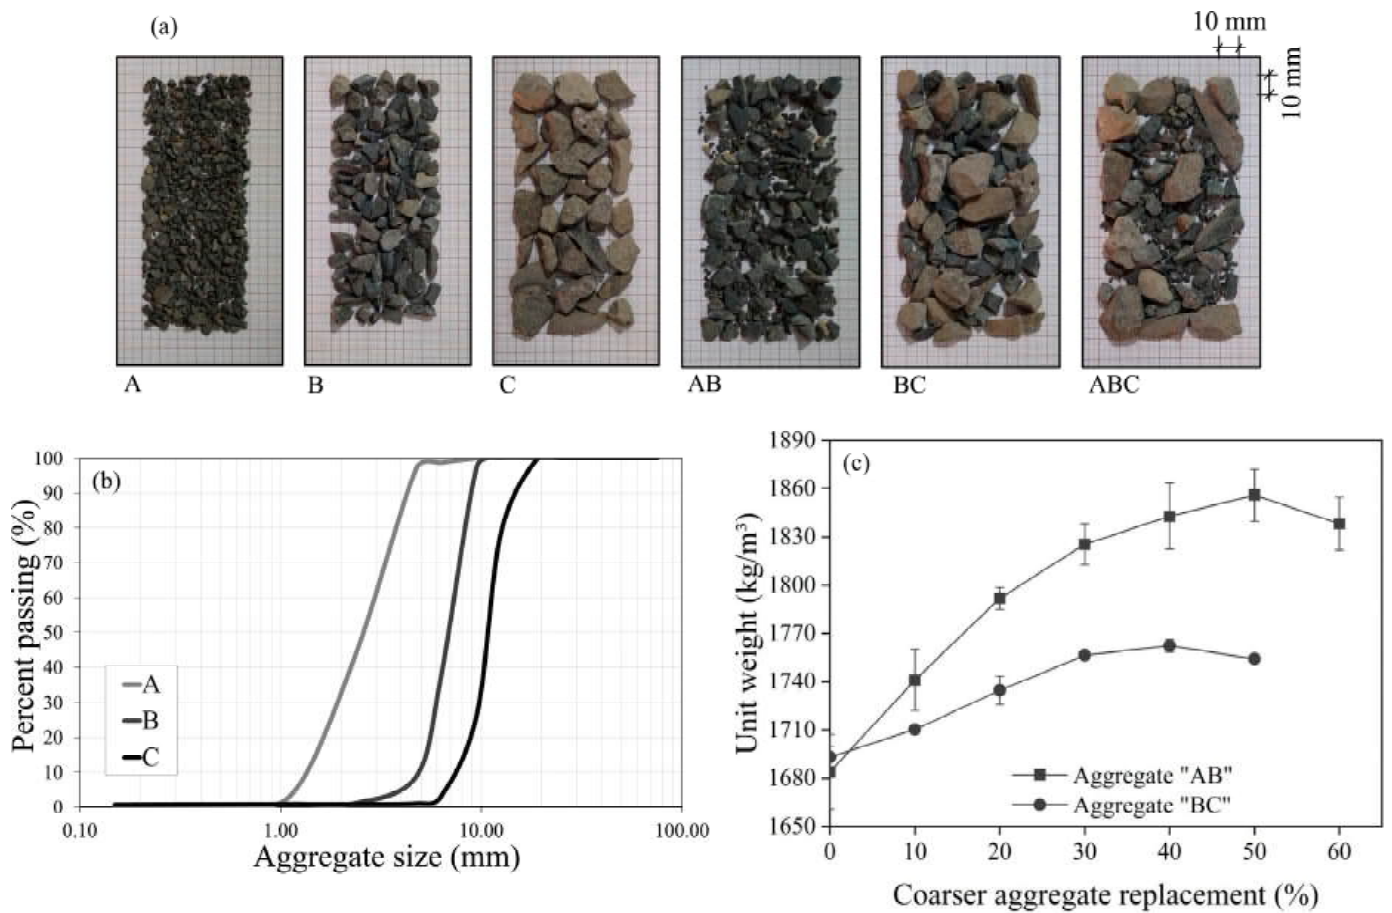 (a)
10 mm
10 mm
A
B
C
AB
BC
ABC
(b)
Percent passing (%)
100
90
80
70
60
50
40
30
20
10
0
A
B
C
0.10
1.00
10.00
100.00
Aggregate size (mm)
(c)
Unit weight (kg/m³)
1890
1860
1830
1800
1770
1740
1710
1680
1650
Aggregate "AB"
Aggregate "BC"
0
10
20
30
40
50
60
Coarser aggregate replacement (%)